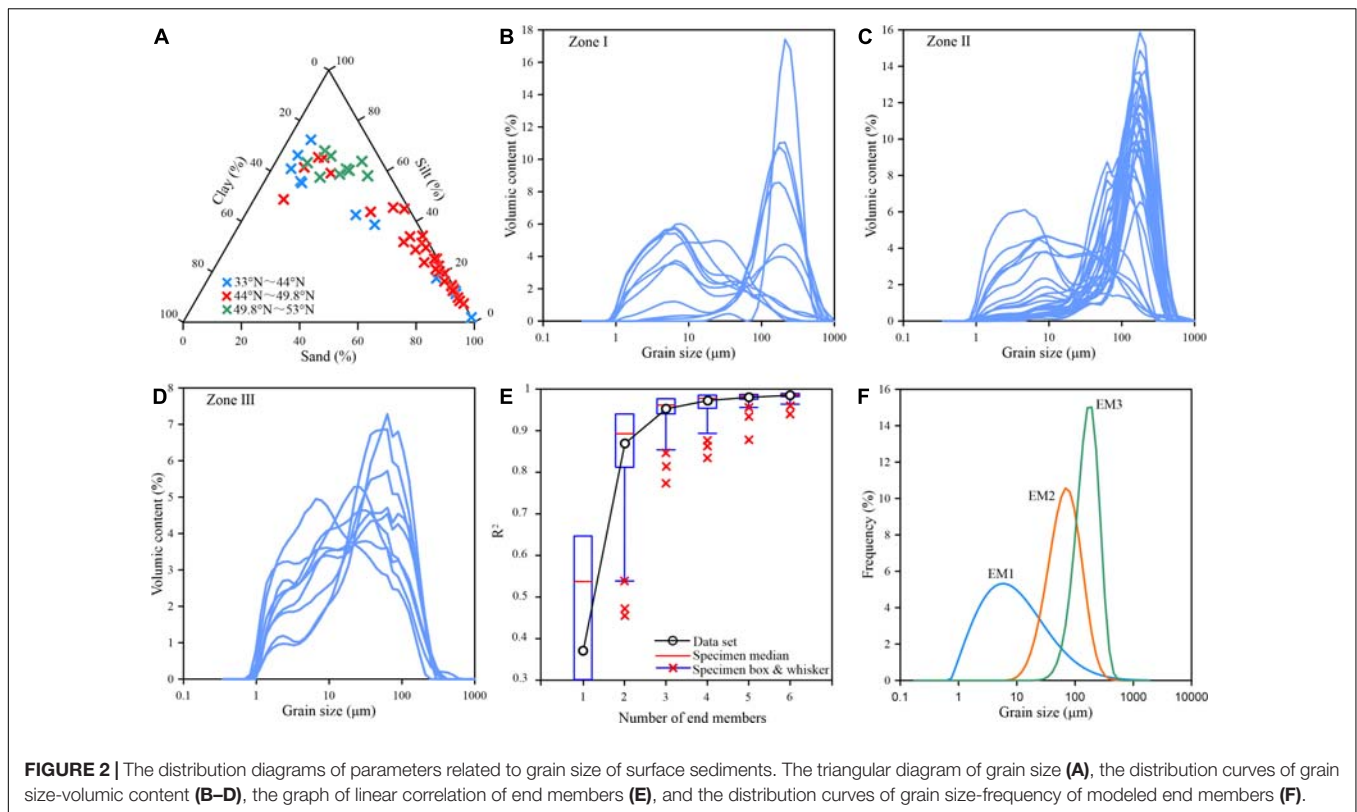 A
0
100
20
80
40
60
Clay (%)
Silt (%)
60
40
80
20
100
0
0
20
40
60
80
100
Sand (%)
33°N～44°N
44°N～49.8°N
49.8°N～53°N
B
Zone I
18
16
14
12
10
8
6
4
2
0
Volumic content (%)
0.1
1
10
100
1000
Grain size (μm)
C
Zone II
16
14
12
10
8
6
4
2
0
Volumic content (%)
0.1
1
10
100
1000
Grain size (μm)
D
Zone III
8
7
6
5
4
3
2
1
0
Volumic content (%)
0.1
1
10
100
1000
Grain size (μm)
E
1
0.9
0.8
0.7
0.6
0.5
0.4
0.3
R²
Data set
Specimen median
Specimen box & whisker
1
2
3
4
5
6
Number of end members
F
16
14
12
10
8
6
4
2
0
Frequency (%)
EM1
EM2
EM3
1
10
100
1000
10000
Grain size (μm)
FIGURE 2 | The distribution diagrams of parameters related to grain size of surface sediments. The triangular diagram of grain size (A), the distribution curves of grain
size-volumic content (B–D), the graph of linear correlation of end members (E), and the distribution curves of grain size-frequency of modeled end members (F).